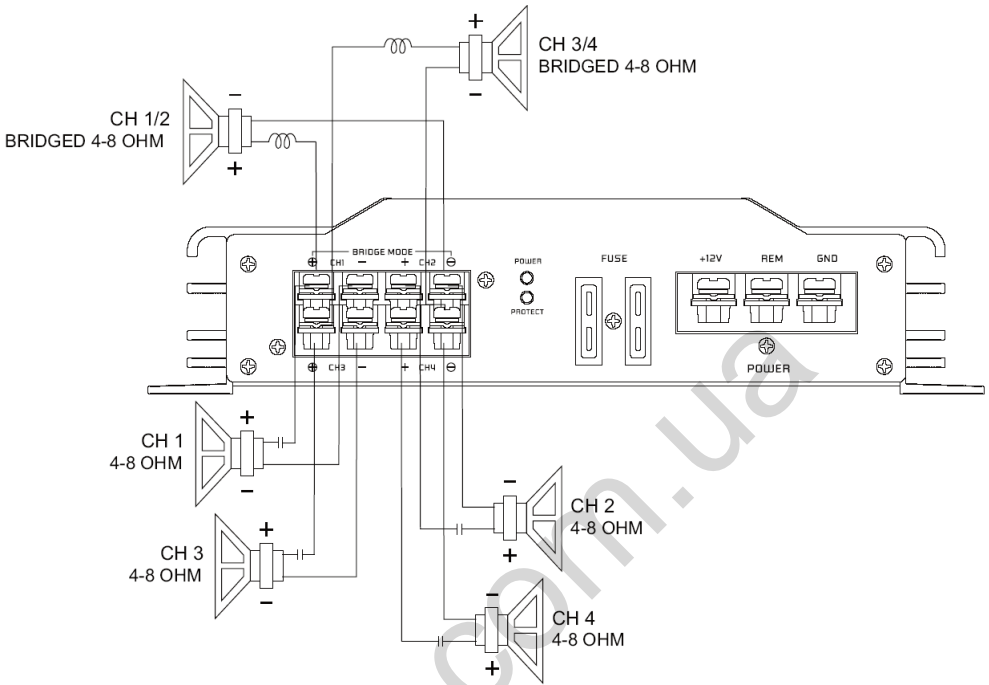 +
CH 3/4
BRIDGED 4-8 OHM
−
−
CH 1/2
BRIDGED 4-8 OHM
+
BRIDGE MODE
⊕ CH1 − + CH2 ⊖
POWER
PROTECT
FUSE
+12V REM GND
POWER
⊕ CH3 − + CH4 ⊖
+
CH 1
4-8 OHM
−
−
CH 2
4-8 OHM
+
+
CH 3
4-8 OHM
−
−
CH 4
4-8 OHM
+
com.ua